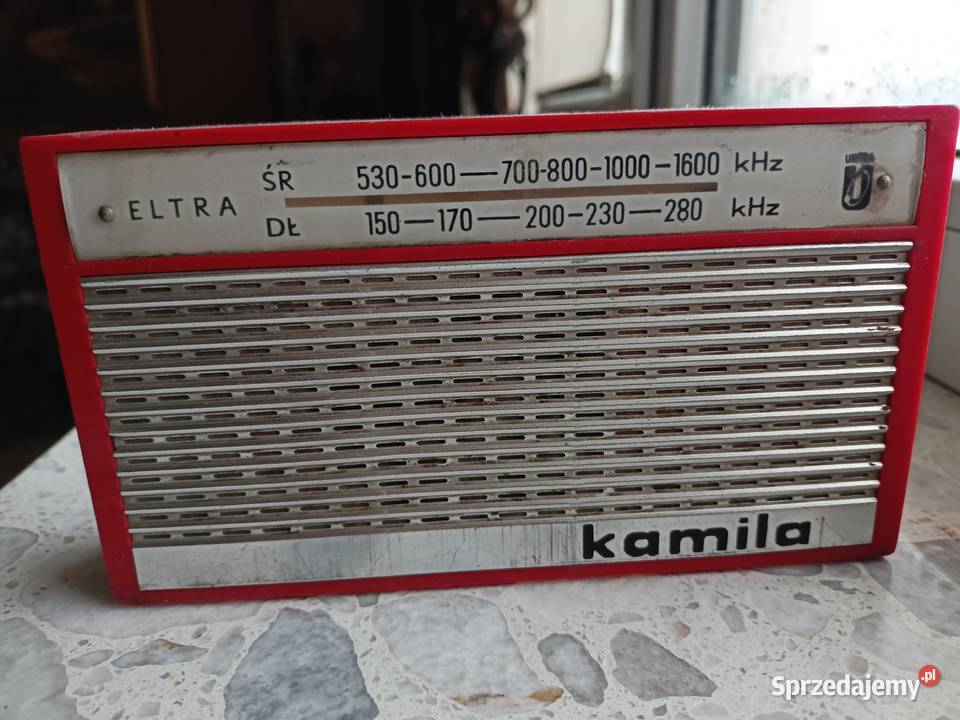 ELTRA
ŚR 530-600—700-800-1000-1600 kHz
DŁ 150—170—200-230—280 kHz
UNITRA
kamila
Sprzedajemy.pl